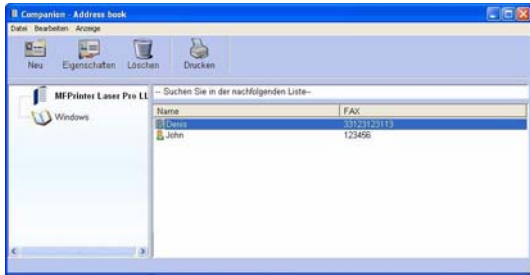 Companion - Address book
Datei Bearbeiten Anzeige
Neu Eigenschaften Löschen Drucken
MFPrinter Laser Pro LL
Windows
-- Suchen Sie in der nachfolgenden Liste--
Name FAX
Denis 33123123113
John 123456